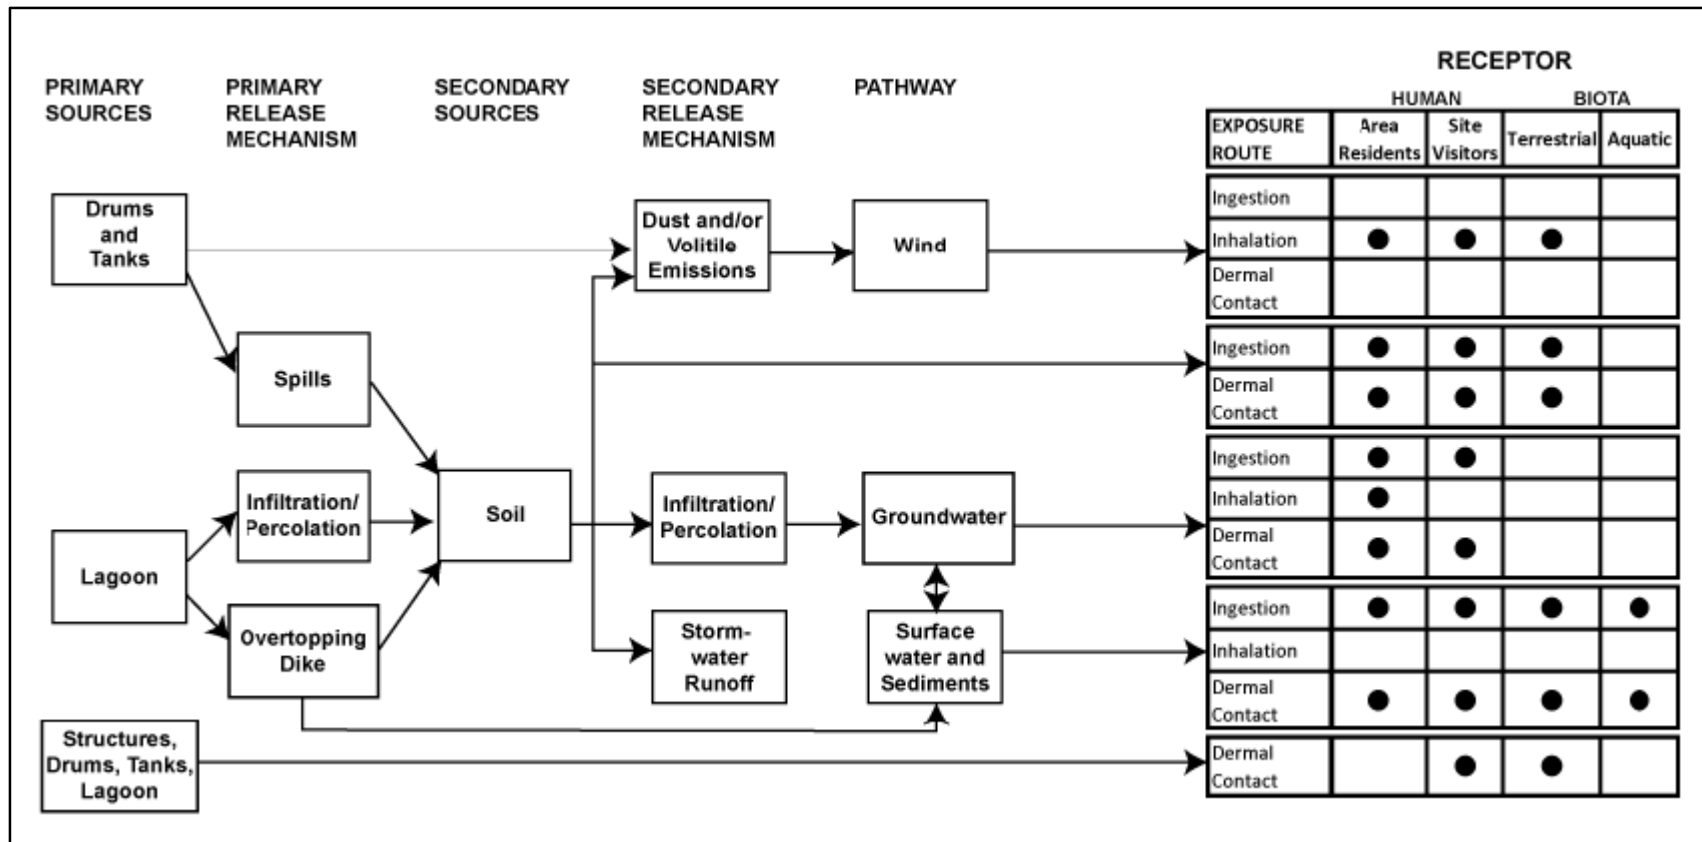 RECEPTOR
PRIMARY
SOURCES
PRIMARY
RELEASE
MECHANISM
SECONDARY
SOURCES
SECONDARY
RELEASE
MECHANISM
PATHWAY
HUMAN
BIOTA
EXPOSURE
ROUTE
Area
Residents
Site
Visitors
Terrestrial
Aquatic
Drums
and
Tanks
Dust and/or
Volitile
Emissions
Wind
Ingestion
Inhalation
Dermal
Contact
Spills
Ingestion
Dermal
Contact
Lagoon
Infiltration/
Percolation
Overtopping
Dike
Soil
Infiltration/
Percolation
Groundwater
Ingestion
Inhalation
Dermal
Contact
Storm-
water
Runoff
Surface
water and
Sediments
Ingestion
Inhalation
Dermal
Contact
Structures,
Drums, Tanks,
Lagoon
Dermal
Contact